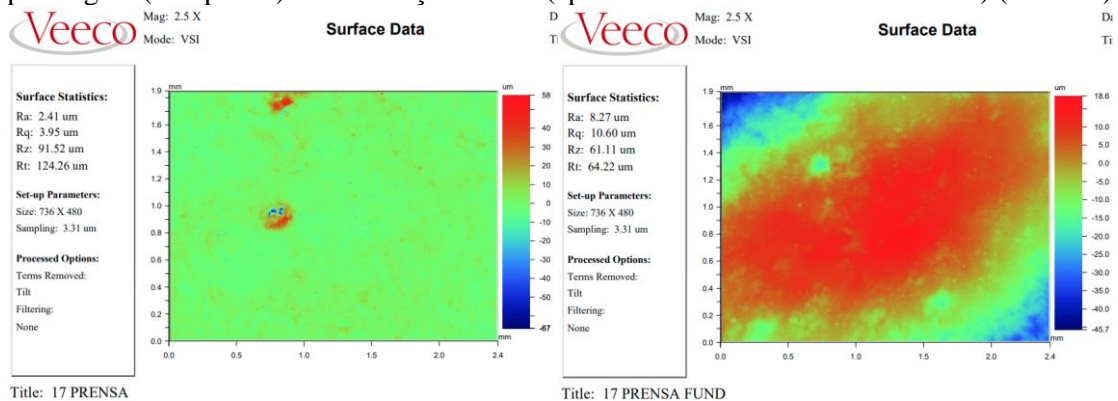 Veeco
Mag: 2.5 X
Mode: VSI
Surface Data
Surface Statistics:
Ra: 2.41 um
Rq: 3.95 um
Rz: 91.52 um
Rt: 124.26 um
Set-up Parameters:
Size: 736 X 480
Sampling: 3.31 um
Processed Options:
Terms Removed:
Tilt
Filtering:
None
mm
1.9
1.6
1.4
1.2
1.0
0.8
0.6
0.4
0.2
0.0
0.0 0.5 1.0 1.5 2.0 2.4
mm
um
58
40
30
20
10
0
-10
-20
-30
-40
-50
-67
Title: 17 PRENSA
Veeco
Mag: 2.5 X
Mode: VSI
Surface Data
Surface Statistics:
Ra: 8.27 um
Rq: 10.60 um
Rz: 61.11 um
Rt: 64.22 um
Set-up Parameters:
Size: 736 X 480
Sampling: 3.31 um
Processed Options:
Terms Removed:
Tilt
Filtering:
None
mm
1.9
1.6
1.4
1.2
1.0
0.8
0.6
0.4
0.2
0.0
0.0 0.5 1.0 1.5 2.0 2.4
mm
um
18.6
10.0
5.0
0.0
-5.0
-10.0
-15.0
-20.0
-25.0
-30.0
-35.0
-40.0
-45.7
Title: 17 PRENSA FUND